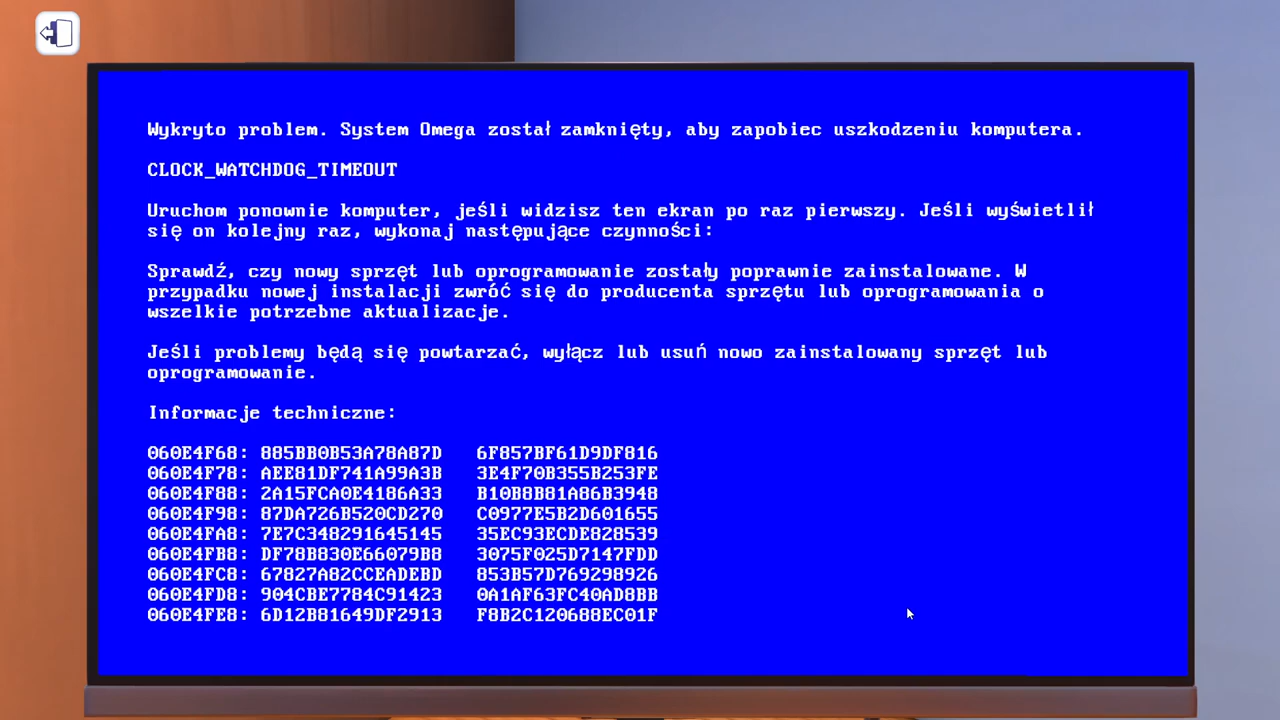 Wykryto problem. System Omega został zamknięty, aby zapobiec uszkodzeniu komputera.
CLOCK_WATCHDOG_TIMEOUT
Uruchom ponownie komputer, jeśli widzisz ten ekran po raz pierwszy. Jeśli wyświetlił
się on kolejny raz, wykonaj następujące czynności:
Sprawdź, czy nowy sprzęt lub oprogramowanie zostały poprawnie zainstalowane. W
przypadku nowej instalacji zwróć się do producenta sprzętu lub oprogramowania o
wszelkie potrzebne aktualizacje.
Jeśli problemy będą się powtarzać, wyłącz lub usuń nowo zainstalowany sprzęt lub
oprogramowanie.
Informacje techniczne:
060E4F68: 885BB0B53A78A87D 6F857BF61D9DF816
060E4F78: AEE81DF741A99A3B 3E4F70B355B253FE
060E4F88: 2A15FCA0E4186A33 B10B8B81A86B3948
060E4F98: 87DA726B520CD270 C0977E5B2D601655
060E4FA8: 7E7C348291645145 35EC93ECDE828539
060E4FB8: DF78B830E66079B8 3075F025D7147FDD
060E4FC8: 67827A82CCEADEBD 853B57D769298926
060E4FD8: 904CBE7784C91423 0A1AF63FC40AD8BB
060E4FE8: 6D12B81649DF2913 F8B2C120688EC01F